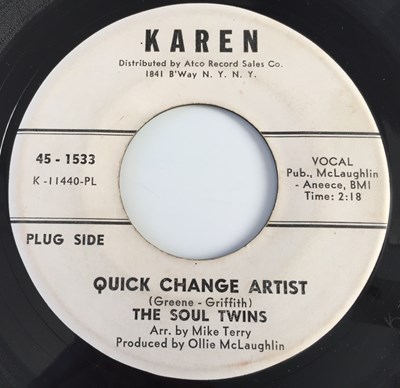 KAREN
Distributed by Atco Record Sales Co.
1841 B'Way N. Y. N. Y.
45 - 1533
K -11440-PL
VOCAL
Pub., McLaughlin
- Aneece, BMI
Time: 2:18
PLUG SIDE
QUICK CHANGE ARTIST
(Greene - Griffith)
THE SOUL TWINS
Arr. by Mike Terry
Produced by Ollie McLaughlin